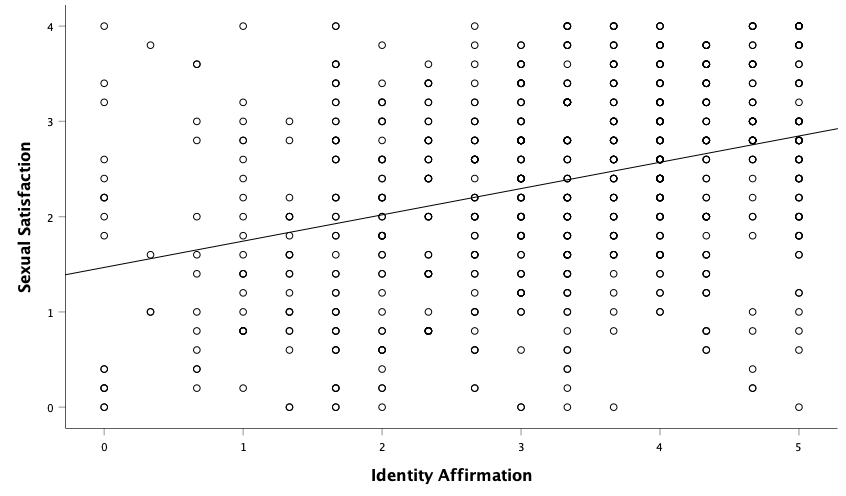 4
3
2
1
0
Sexual Satisfaction
0 1 2 3 4 5
Identity Affirmation